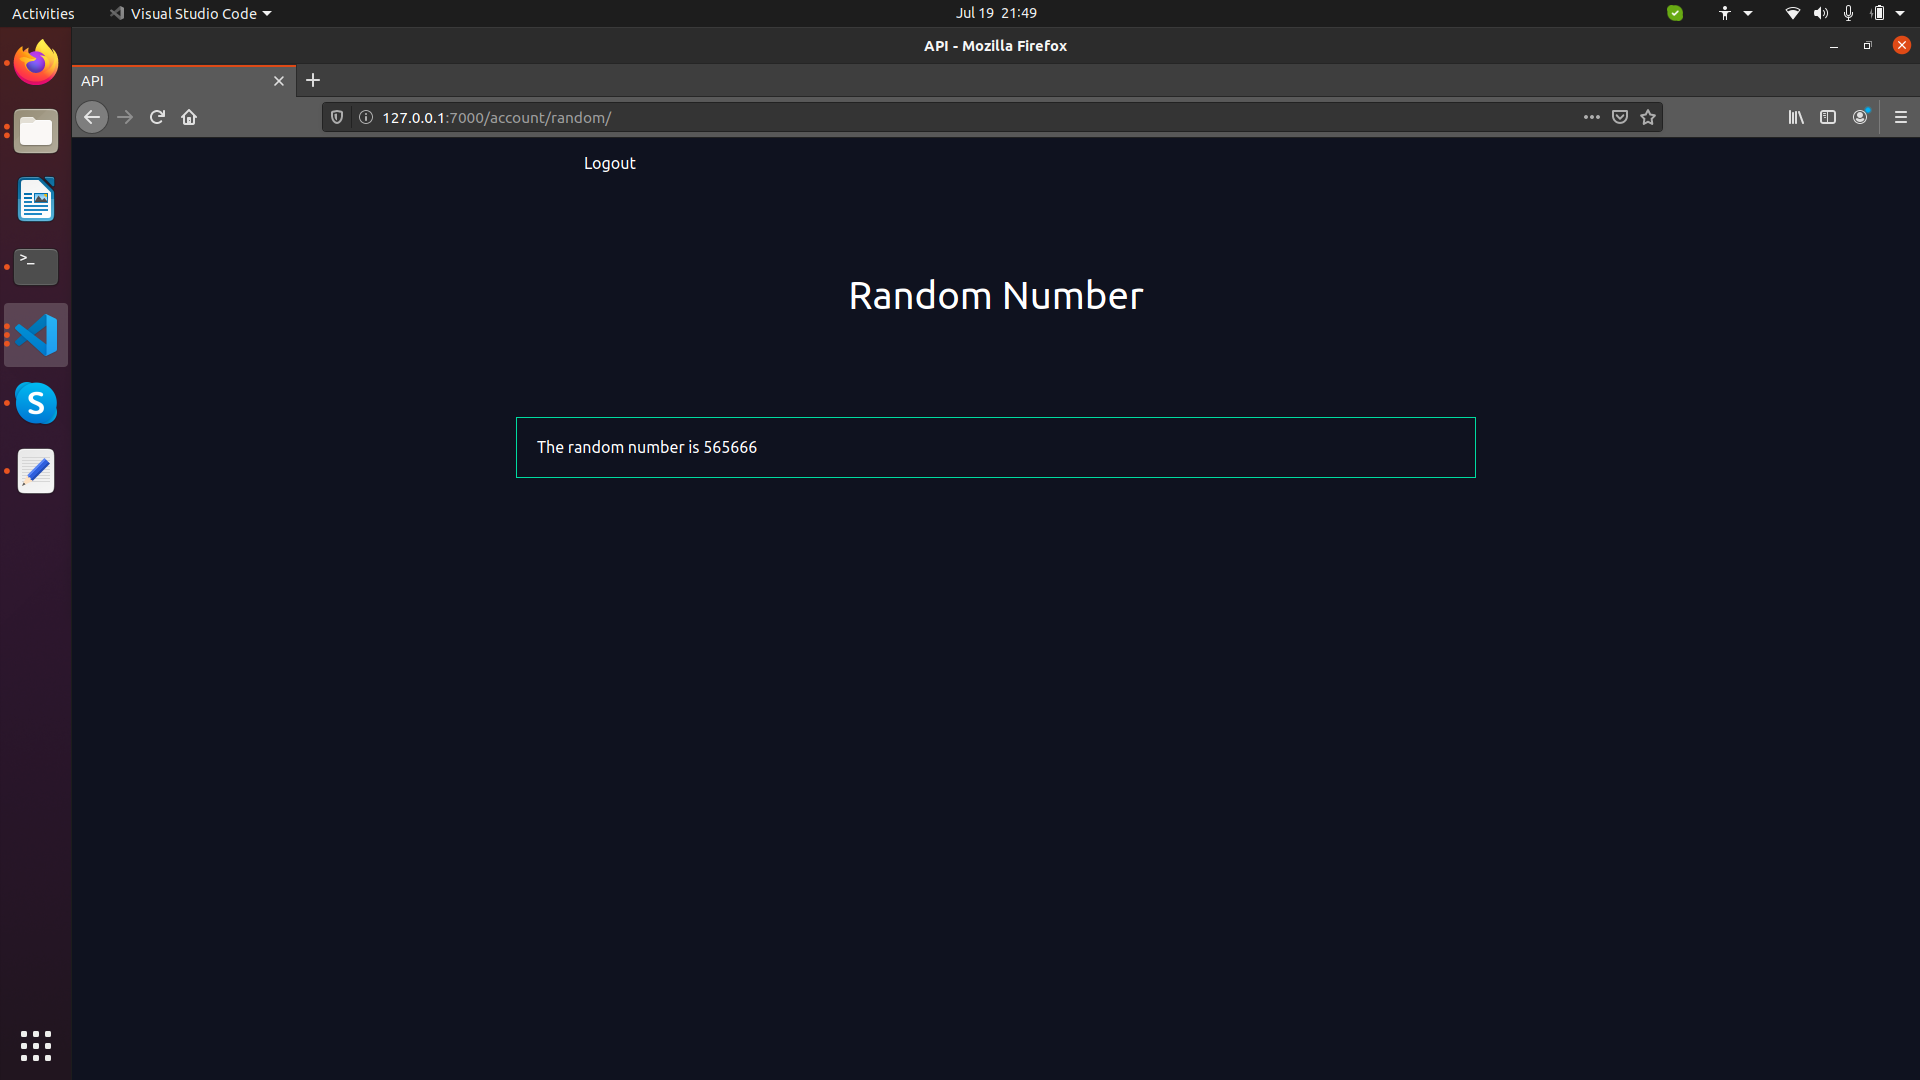 Activities
Visual Studio Code
Jul 19 21:49
API - Mozilla Firefox
API
127.0.0.1:7000/account/random/
Logout
Random Number
The random number is 565666